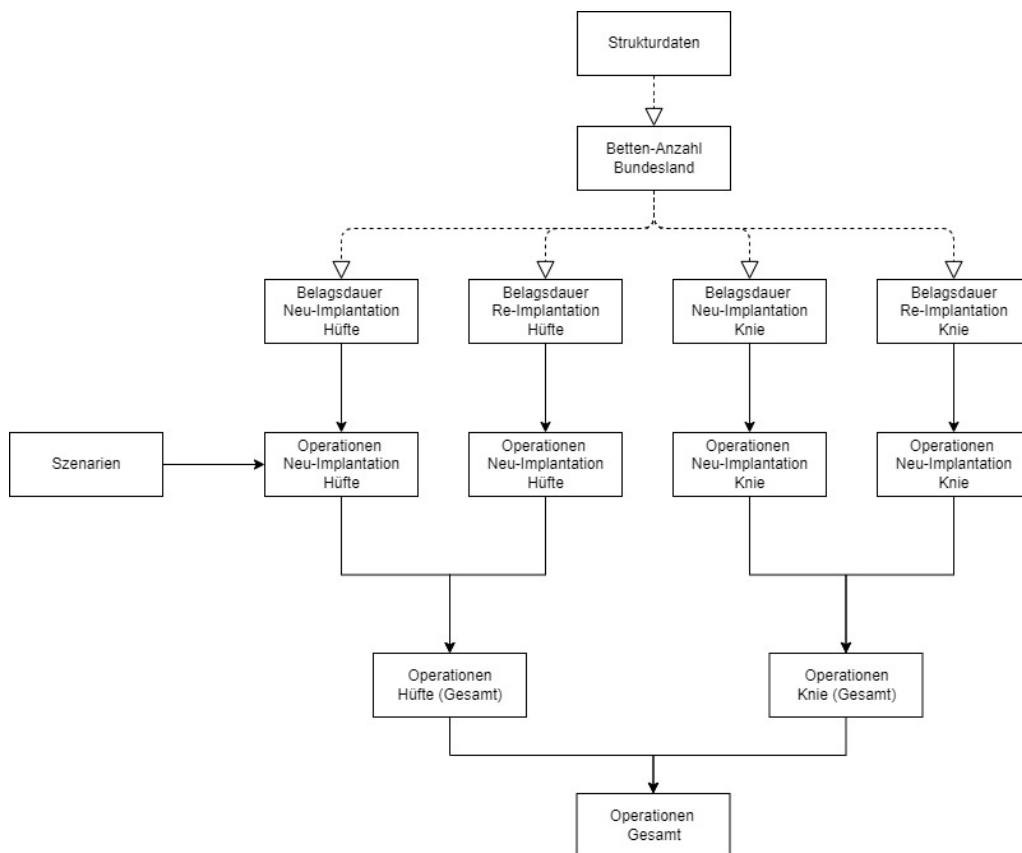 Strukturdaten
Betten-Anzahl
Bundesland
Belagsdauer
Neu-Implantation
Hüfte
Belagsdauer
Re-Implantation
Hüfte
Belagsdauer
Neu-Implantation
Knie
Belagsdauer
Re-Implantation
Knie
Szenarien
Operationen
Neu-Implantation
Hüfte
Operationen
Neu-Implantation
Hüfte
Operationen
Neu-Implantation
Knie
Operationen
Neu-Implantation
Knie
Operationen
Hüfte (Gesamt)
Operationen
Knie (Gesamt)
Operationen
Gesamt